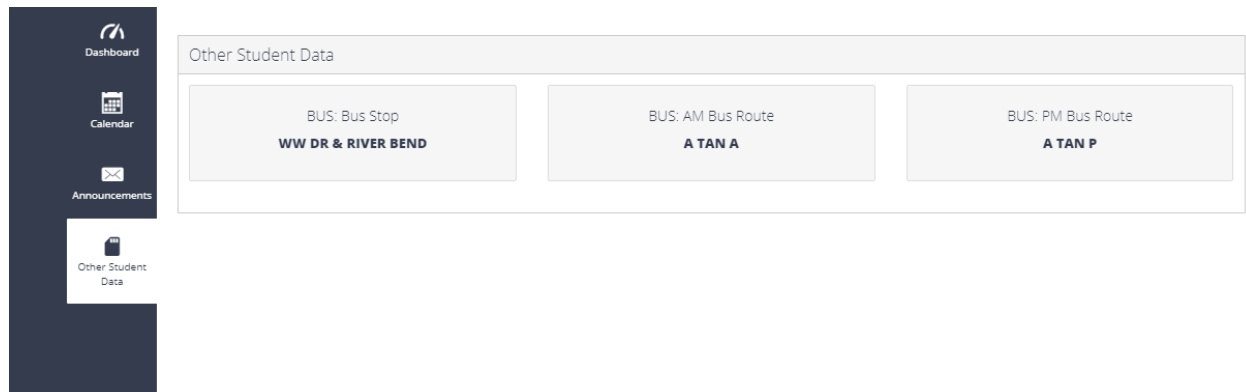 Dashboard
Calendar
Announcements
Other Student
Data
Other Student Data
BUS: Bus Stop
WW DR & RIVER BEND
BUS: AM Bus Route
A TAN A
BUS: PM Bus Route
A TAN P